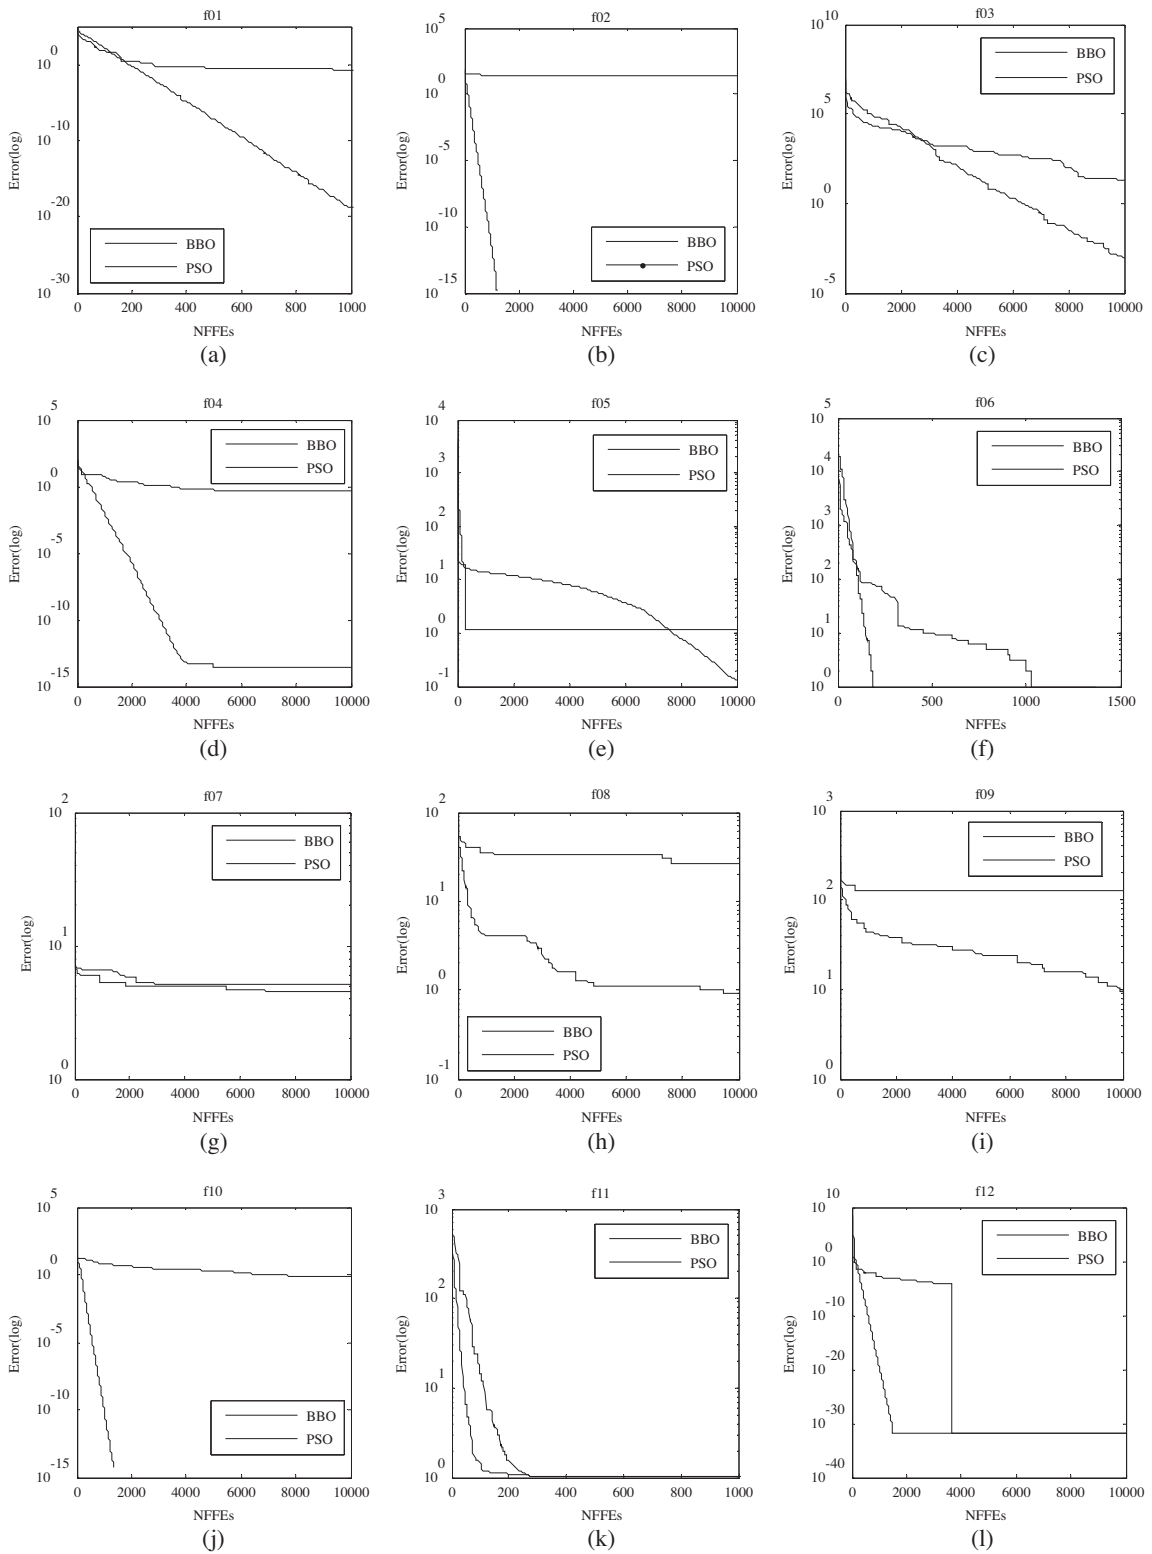 f01
10 0
10 -10
10 -20
10 -30
Error(log)
BBO
PSO
0 200 400 600 800 1000
NFFEs
(a)
f02
10 5
10 0
10 -5
10 -10
10 -15
Error(log)
BBO
PSO
0 2000 4000 6000 8000 10000
NFFEs
(b)
f03
10 10
10 5
10 0
10 -5
Error(log)
BBO
PSO
0 2000 4000 6000 8000 10000
NFFEs
(c)
f04
10 5
10 0
10 -5
10 -10
10 -15
Error(log)
BBO
PSO
0 2000 4000 6000 8000 10000
NFFEs
(d)
f05
10 4
10 3
10 2
10 1
10 0
10 -1
Error(log)
BBO
PSO
0 2000 4000 6000 8000 10000
NFFEs
(e)
f06
10 5
10 4
10 3
10 2
10 1
10 0
Error(log)
BBO
PSO
0 500 1000 1500
NFFEs
(f)
f07
10 2
10 1
10 0
Error(log)
BBO
PSO
0 2000 4000 6000 8000 10000
NFFEs
(g)
f08
10 2
10 1
10 0
10 -1
Error(log)
BBO
PSO
0 2000 4000 6000 8000 10000
NFFEs
(h)
f09
10 3
10 2
10 1
10 0
Error(log)
BBO
PSO
0 2000 4000 6000 8000 10000
NFFEs
(i)
f10
10 5
10 0
10 -5
10 -10
10 -15
Error(log)
BBO
PSO
0 2000 4000 6000 8000 10000
NFFEs
(j)
f11
10 3
10 2
10 1
10 0
Error(log)
BBO
PSO
0 200 400 600 800 1000
NFFEs
(k)
f12
10 10
10 0
10 -10
10 -20
10 -30
10 -40
Error(log)
BBO
PSO
0 2000 4000 6000 8000 10000
NFFEs
(l)